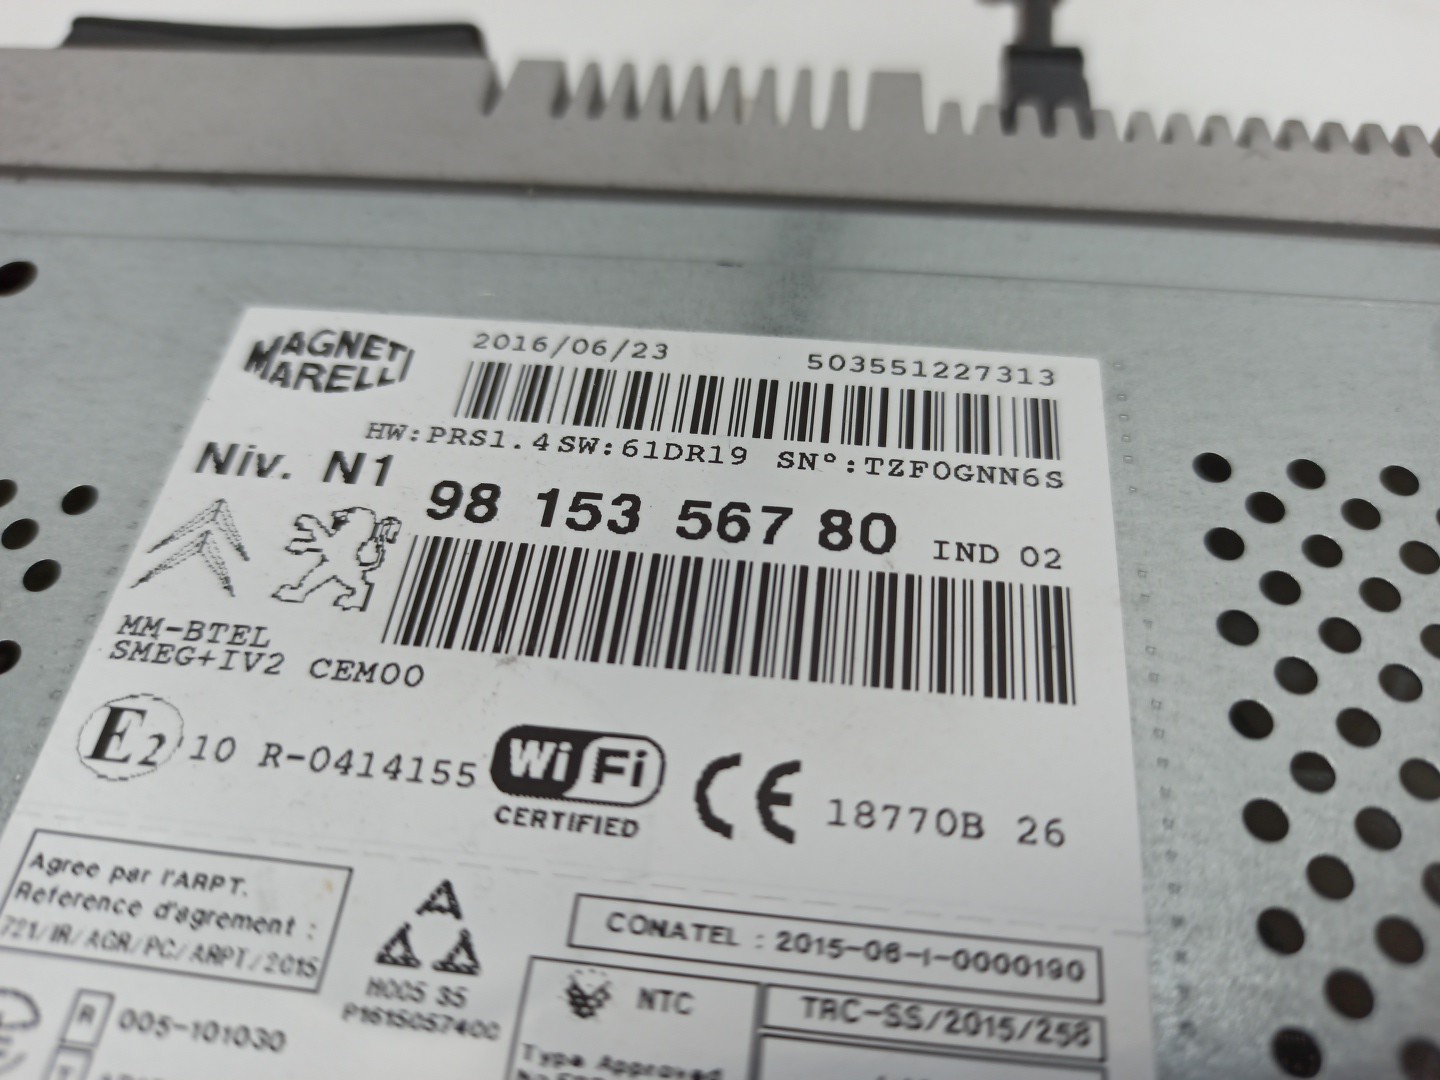 MAGNETI
MARELLI
2016/06/23 503551227313
HW:PRS1.4 SW:61DR19 SN°:TZF0GNN6S
Niv. N1
98 153 567 80 IND 02
MM-BTEL
SMEG+IV2 CEM00
E2 10 R-0414155
WiFi
CERTIFIED
CE 18770B 26
Agree par l'ARPT.
Reference d'agrement :
721/IR/AGR/PC/ARPT/2015
H005 35
P1615057400
CONATEL : 2015-06-I-0000190
NTC
TRC-SS/2015/258
Type Approved
R 005-101030